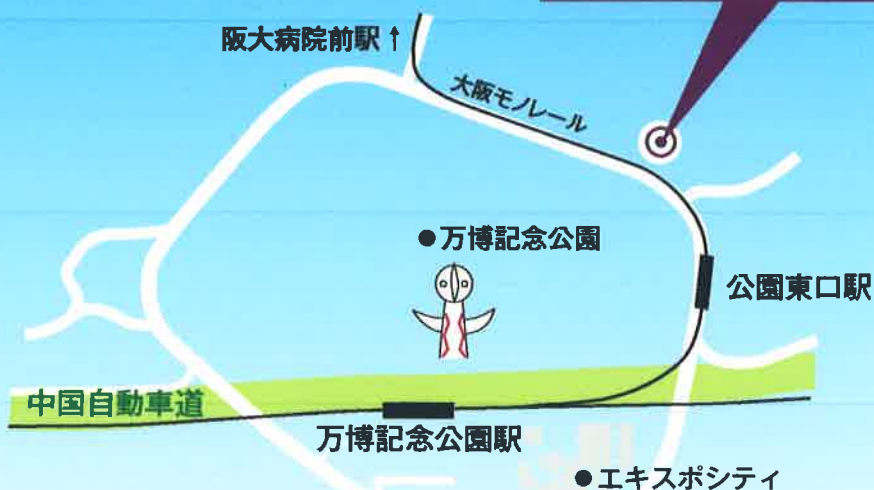 阪大病院前駅↑
大阪モノレール
●万博記念公園
公園東口駅
中国自動車道
万博記念公園駅
●エキスポシティ